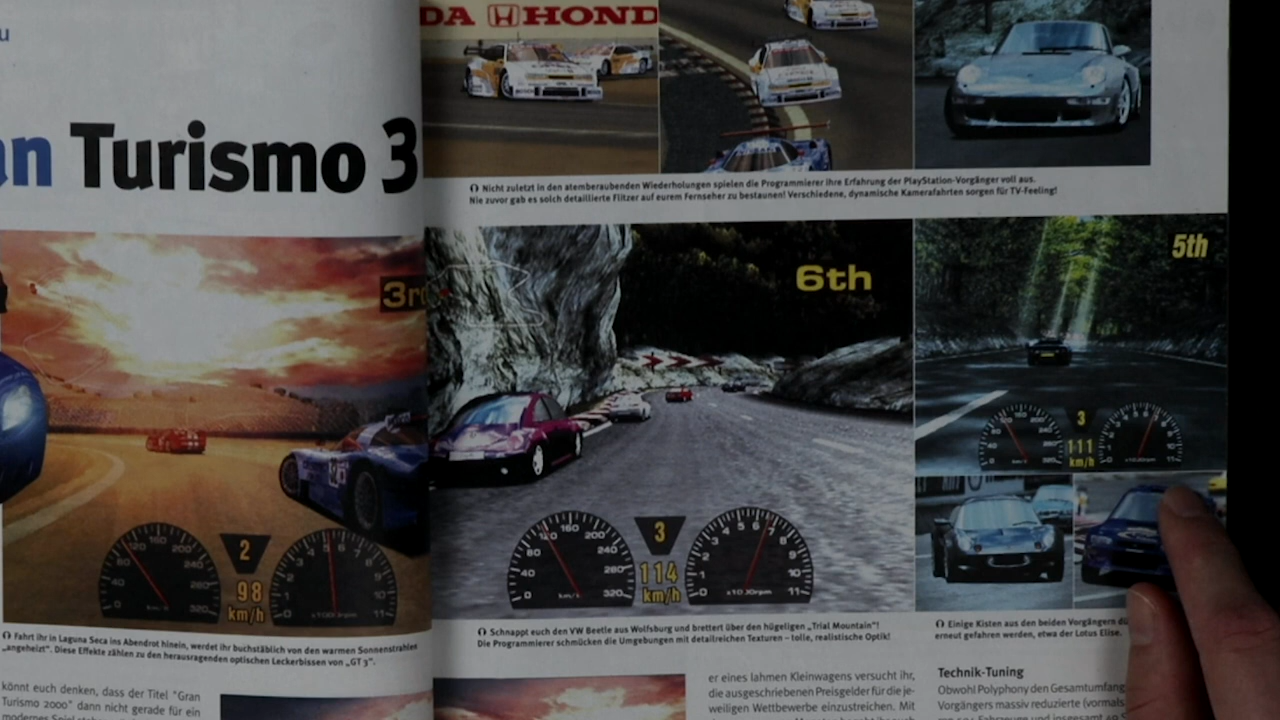 u
an Turismo 3
DA HOND
Nicht zuletzt in den atemberaubenden Wiederholungen spielen die Programmierer ihre Erfahrung der PlayStation-Vorgänger voll aus.
Nie zuvor gab es solch detaillierte Flitzer auf eurem Fernseher zu bestaunen! Verschiedene, dynamische Kamerafahrten sorgen für TV-Feeling!
3r
2
98
km/h
6th
3
114
km/h
5th
3
111
km/h
Fahrt ihr in Laguna Seca ins Abendrot hinein, werdet ihr buchstäblich von den warmen Sonnenstrahlen
„angeheizt“. Diese Effekte zählen zu den herausragenden optischen Leckerbissen von „GT 3“.
Schnappt euch den VW Beetle aus Wolfsburg und brettert über den hügeligen „Trial Mountain“!
Die Programmierer schmücken die Umgebungen mit detailreichen Texturen – tolle, realistische Optik!
Einige Kisten aus den beiden Vorgängern
erneut gefahren werden, etwa der Lotus Elise.
könnt euch denken, dass der Titel "Gran
Turismo 2000" dann nicht gerade für ein
modernes Spiel
er eines lahmen Kleinwagens versucht ihr,
die ausgeschriebenen Preisgelder für die je-
weiligen Wettbewerbe einzustreichen. Mit
Technik-Tuning
Obwohl Polyphony den Gesamtumfang
Vorgängers massiv reduzierte (vormals